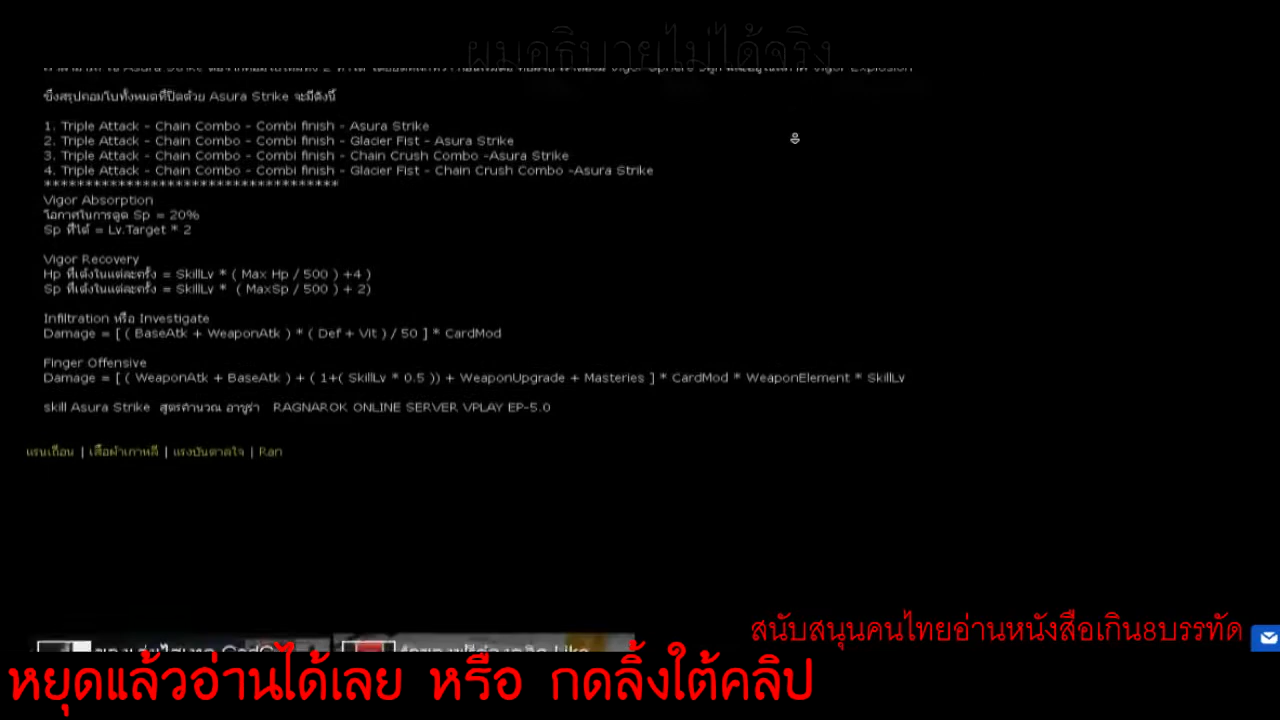 ผมอธิบายไม่ได้จริง
ซึ่งสรุปคอมโบทั้งหมดที่ปิดด้วย Asura Strike จะมีดังนี้
1. Triple Attack - Chain Combo - Combi finish - Asura Strike
2. Triple Attack - Chain Combo - Combi finish - Glacier Fist - Asura Strike
3. Triple Attack - Chain Combo - Combi finish - Chain Crush Combo -Asura Strike
4. Triple Attack - Chain Combo - Combi finish - Glacier Fist - Chain Crush Combo -Asura Strike
************************************
Vigor Absorption
โอกาสในการดูด Sp = 20%
Sp ที่ได้ = Lv.Target * 2
Vigor Recovery
Hp ที่เด้งในแต่ละครั้ง = SkillLv * ( Max Hp / 500 ) +4 )
Sp ที่เด้งในแต่ละครั้ง = SkillLv *  ( MaxSp / 500 ) + 2)
Infiltration หรือ Investigate
Damage = [ ( BaseAtk + WeaponAtk ) * ( Def + Vit ) / 50 ] * CardMod
Finger Offensive
Damage = [ ( WeaponAtk + BaseAtk ) + ( 1+( SkillLv * 0.5 )) + WeaponUpgrade + Masteries ] * CardMod * WeaponElement * SkillLv
skill Asura Strike  สูตรคำนวณ อาชูร่า   RAGNAROK ONLINE SERVER VPLAY EP-5.0
แรนเถื่อน | เสื้อผ้าเกาหลี | แรงบันดาลใจ | Ran
สนับสนุนคนไทยอ่านหนังสือเกิน8บรรทัด
หยุดแล้วอ่านได้เลย หรือ กดลิ้งใต้คลิป